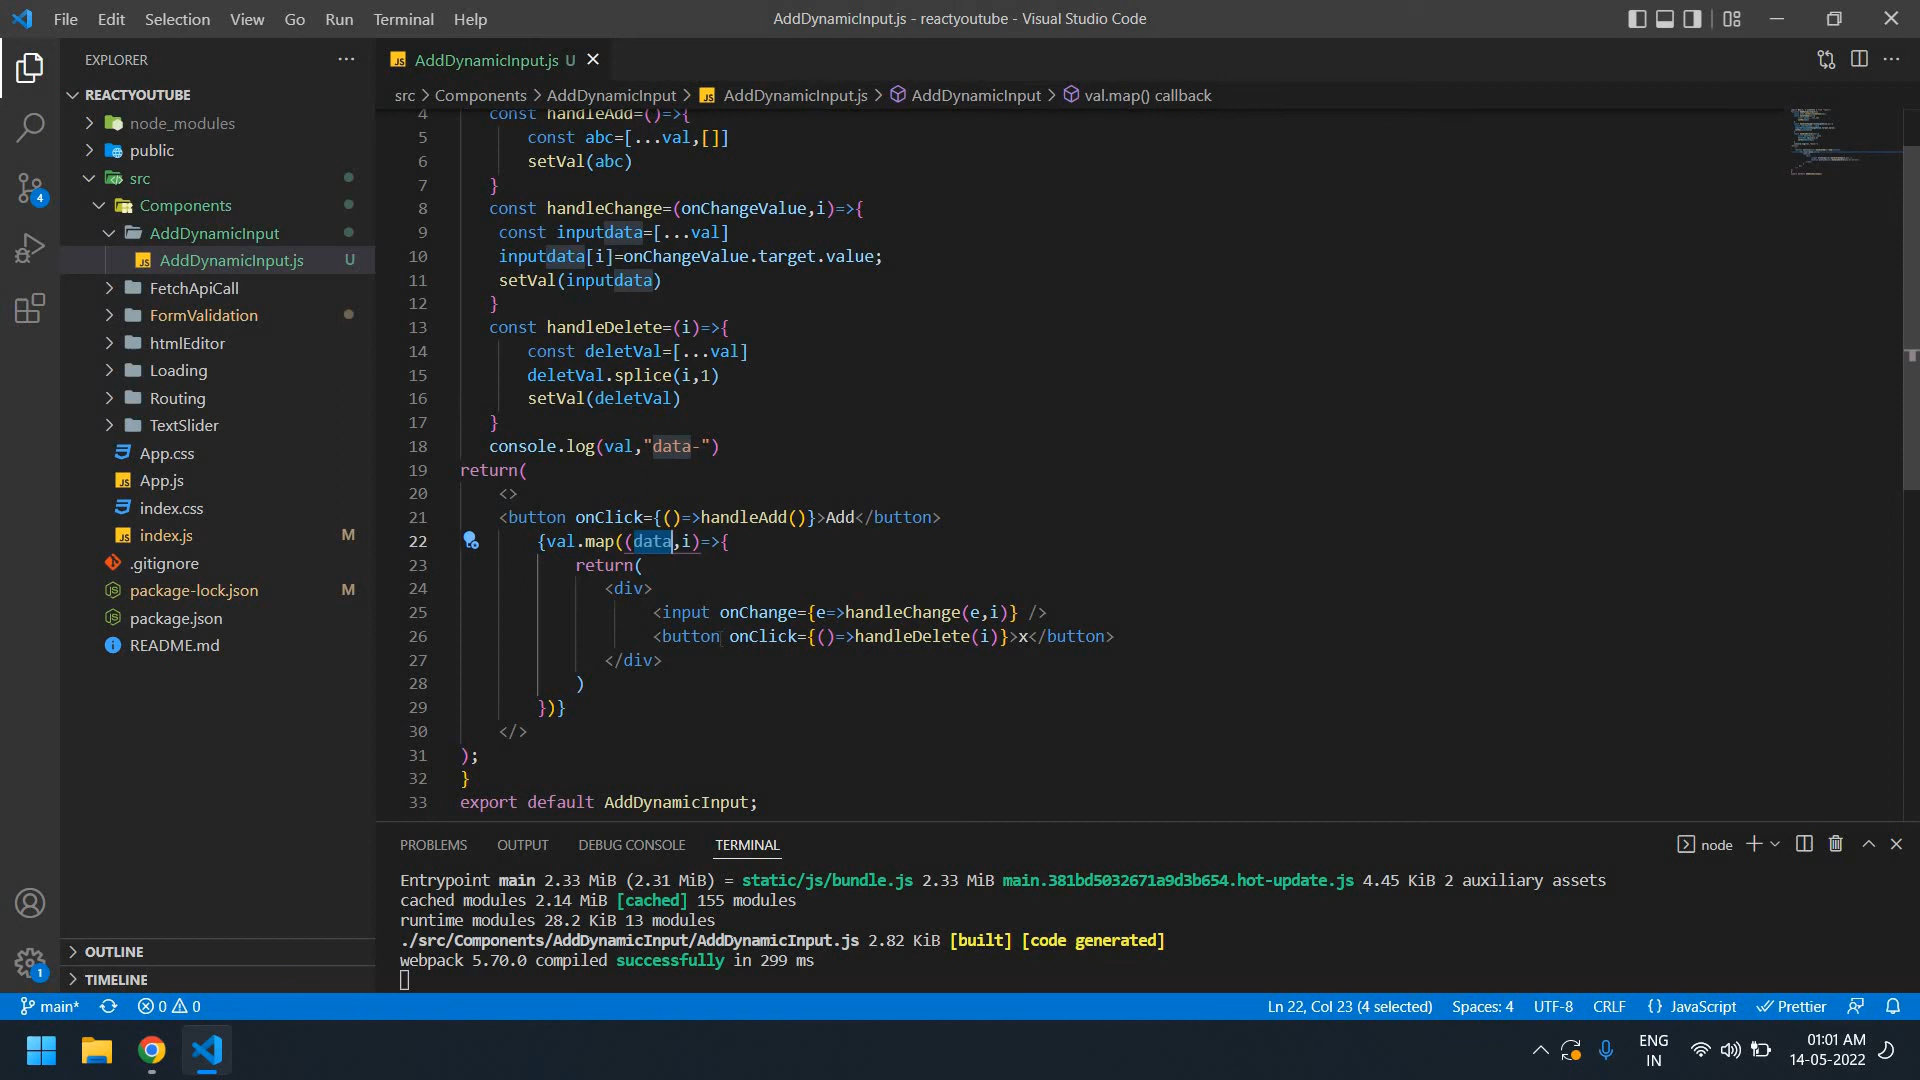 File Edit Selection View Go Run Terminal Help
AddDynamicInput.js - reactyoutube - Visual Studio Code
EXPLORER
REACTYOUTUBE
node_modules
public
src
Components
AddDynamicInput
AddDynamicInput.js U
FetchApiCall
FormValidation
htmlEditor
Loading
Routing
TextSlider
App.css
App.js
index.css
index.js M
.gitignore
package-lock.json M
package.json
README.md
OUTLINE
TIMELINE
4
1
JS AddDynamicInput.js U
src > Components > AddDynamicInput > JS AddDynamicInput.js > AddDynamicInput > val.map() callback
4 const handleAdd=()=>{
5 const abc=[...val,[]]
6 setVal(abc)
7 }
8 const handleChange=(onChangeValue,i)=>{
9 const inputdata=[...val]
10 inputdata[i]=onChangeValue.target.value;
11 setVal(inputdata)
12 }
13 const handleDelete=(i)=>{
14 const deletVal=[...val]
15 deletVal.splice(i,1)
16 setVal(deletVal)
17 }
18 console.log(val,"data-")
19 return(
20 <>
21 <button onClick={()=>handleAdd()}>Add</button>
22 {val.map((data,i)=>{
23 return(
24 <div>
25 <input onChange={e=>handleChange(e,i)} />
26 <button onClick={()=>handleDelete(i)}>x</button>
27 </div>
28 )
29 })}
30 </>
31 );
32 }
33 export default AddDynamicInput;
PROBLEMS OUTPUT DEBUG CONSOLE TERMINAL
node
Entrypoint main 2.33 MiB (2.31 MiB) = static/js/bundle.js 2.33 MiB main.381bd5032671a9d3b654.hot-update.js 4.45 KiB 2 auxiliary assets
cached modules 2.14 MiB [cached] 155 modules
runtime modules 28.2 KiB 13 modules
./src/Components/AddDynamicInput/AddDynamicInput.js 2.82 KiB [built] [code generated]
webpack 5.70.0 compiled successfully in 299 ms
main* 0 0 Ln 22, Col 23 (4 selected) Spaces: 4 UTF-8 CRLF {} JavaScript Prettier
ENG
IN
01:01 AM
14-05-2022